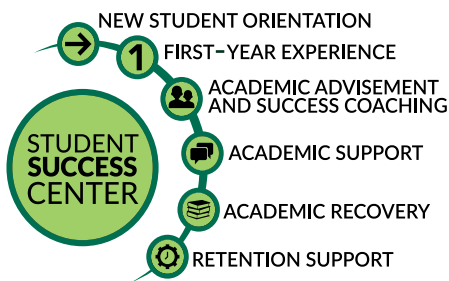 NEW STUDENT ORIENTATION
1
FIRST-YEAR EXPERIENCE
ACADEMIC ADVISEMENT
AND SUCCESS COACHING
STUDENT
SUCCESS
CENTER
ACADEMIC SUPPORT
ACADEMIC RECOVERY
RETENTION SUPPORT